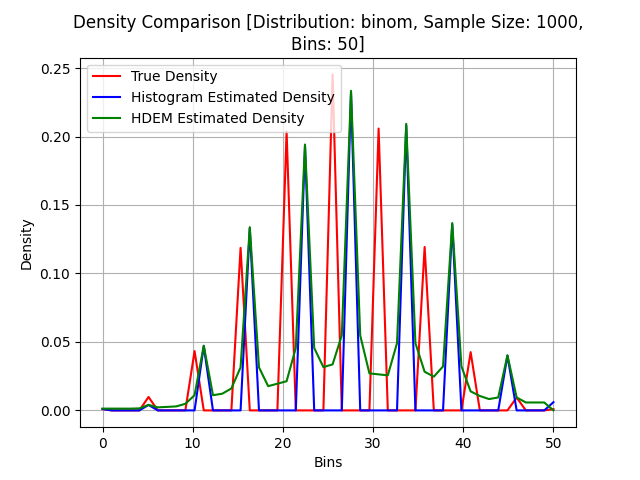 Density Comparison [Distribution: binom, Sample Size: 1000,
Bins: 50]
True Density
Histogram Estimated Density
HDEM Estimated Density
0.25
0.20
0.15
0.10
0.05
0.00
Density
0 10 20 30 40 50
Bins